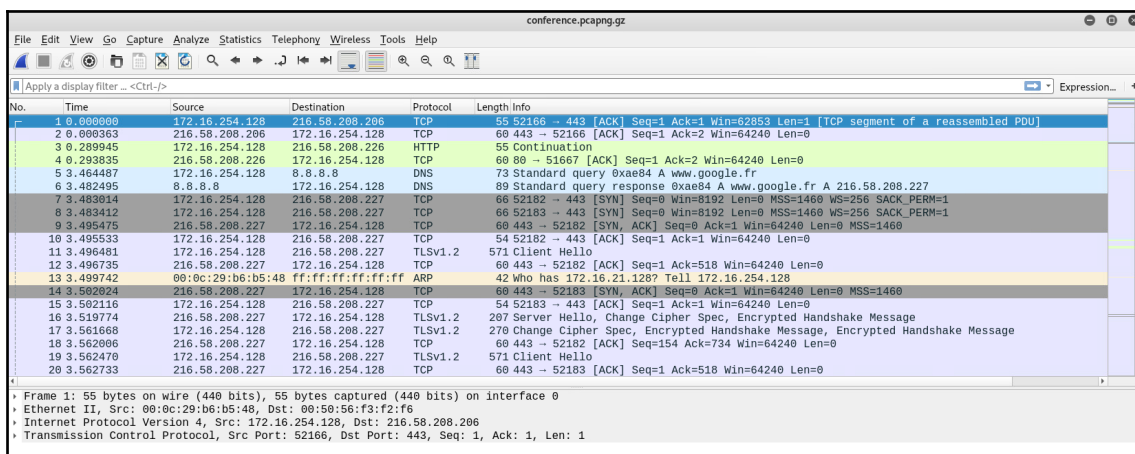 conference.pcapng.gz
File Edit View Go Capture Analyze Statistics Telephony Wireless Tools Help
Apply a display filter ... <Ctrl-/> Expression... +
No. Time Source Destination Protocol Length Info
1 0.000000 172.16.254.128 216.58.208.206 TCP 55 52166 → 443 [ACK] Seq=1 Ack=1 Win=62853 Len=1 [TCP segment of a reassembled PDU]
2 0.000363 216.58.208.206 172.16.254.128 TCP 60 443 → 52166 [ACK] Seq=1 Ack=2 Win=64240 Len=0
3 0.289945 172.16.254.128 216.58.208.226 HTTP 55 Continuation
4 0.293835 216.58.208.226 172.16.254.128 TCP 60 80 → 51667 [ACK] Seq=1 Ack=2 Win=64240 Len=0
5 3.464487 172.16.254.128 8.8.8.8 DNS 73 Standard query 0xae84 A www.google.fr
6 3.482495 8.8.8.8 172.16.254.128 DNS 89 Standard query response 0xae84 A www.google.fr A 216.58.208.227
7 3.483014 172.16.254.128 216.58.208.227 TCP 66 52182 → 443 [SYN] Seq=0 Win=8192 Len=0 MSS=1460 WS=256 SACK_PERM=1
8 3.483412 172.16.254.128 216.58.208.227 TCP 66 52183 → 443 [SYN] Seq=0 Win=8192 Len=0 MSS=1460 WS=256 SACK_PERM=1
9 3.495475 216.58.208.227 172.16.254.128 TCP 60 443 → 52182 [SYN, ACK] Seq=0 Ack=1 Win=64240 Len=0 MSS=1460
10 3.495533 172.16.254.128 216.58.208.227 TCP 54 52182 → 443 [ACK] Seq=1 Ack=1 Win=64240 Len=0
11 3.496481 172.16.254.128 216.58.208.227 TLSv1.2 571 Client Hello
12 3.496735 216.58.208.227 172.16.254.128 TCP 60 443 → 52182 [ACK] Seq=1 Ack=518 Win=64240 Len=0
13 3.499742 00:0c:29:b6:b5:48 ff:ff:ff:ff:ff:ff ARP 42 Who has 172.16.21.128? Tell 172.16.254.128
14 3.502024 216.58.208.227 172.16.254.128 TCP 60 443 → 52183 [SYN, ACK] Seq=0 Ack=1 Win=64240 Len=0 MSS=1460
15 3.502116 172.16.254.128 216.58.208.227 TCP 54 52183 → 443 [ACK] Seq=1 Ack=1 Win=64240 Len=0
16 3.519774 216.58.208.227 172.16.254.128 TLSv1.2 207 Server Hello, Change Cipher Spec, Encrypted Handshake Message
17 3.561668 172.16.254.128 216.58.208.227 TLSv1.2 270 Change Cipher Spec, Encrypted Handshake Message, Encrypted Handshake Message
18 3.562006 216.58.208.227 172.16.254.128 TCP 60 443 → 52182 [ACK] Seq=154 Ack=734 Win=64240 Len=0
19 3.562470 172.16.254.128 216.58.208.227 TLSv1.2 571 Client Hello
20 3.562733 216.58.208.227 172.16.254.128 TCP 60 443 → 52183 [ACK] Seq=1 Ack=518 Win=64240 Len=0
Frame 1: 55 bytes on wire (440 bits), 55 bytes captured (440 bits) on interface 0
Ethernet II, Src: 00:0c:29:b6:b5:48, Dst: 00:50:56:f3:f2:f6
Internet Protocol Version 4, Src: 172.16.254.128, Dst: 216.58.208.206
Transmission Control Protocol, Src Port: 52166, Dst Port: 443, Seq: 1, Ack: 1, Len: 1